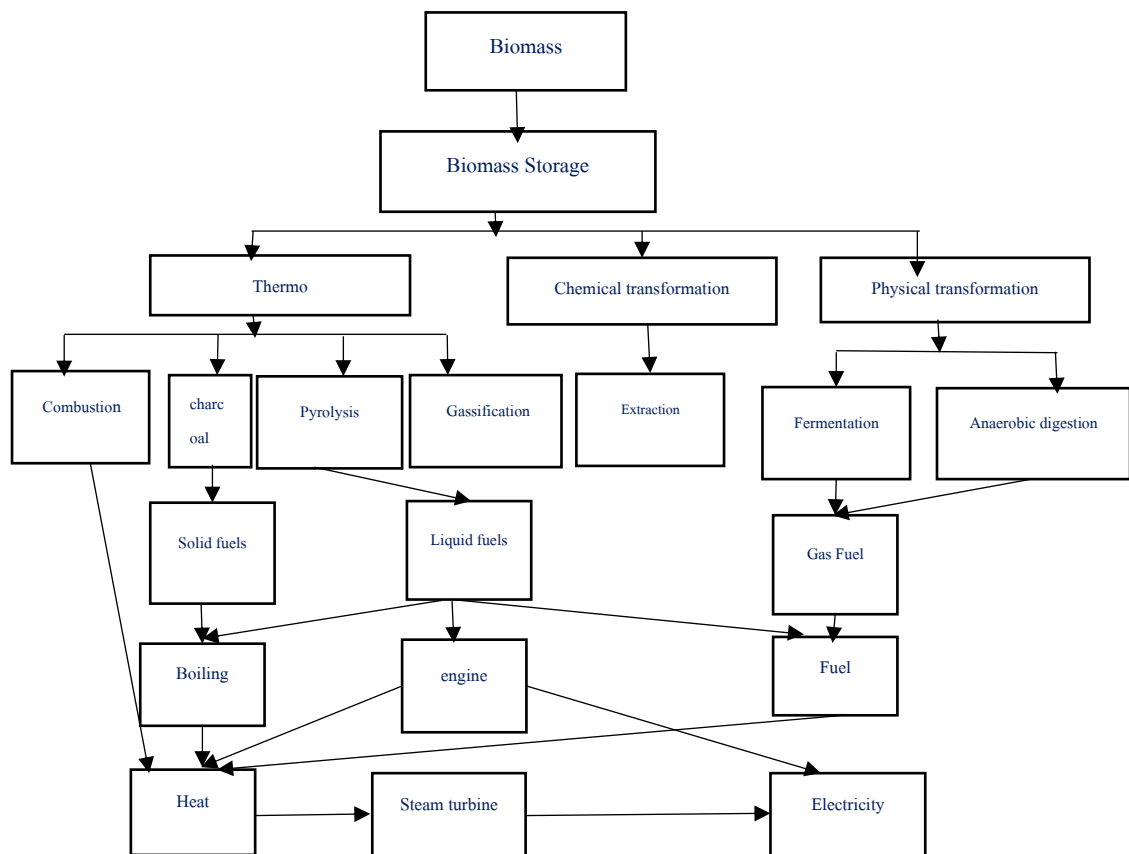 Biomass
Biomass Storage
Thermo
Chemical transformation
Physical transformation
Combustion
charc
oal
Pyrolysis
Gassification
Extraction
Fermentation
Anaerobic digestion
Solid fuels
Liquid fuels
Gas Fuel
Boiling
engine
Fuel
Heat
Steam turbine
Electricity